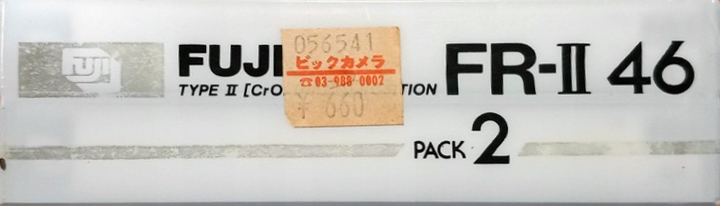 FUJI
FUJI
FR-II 46
TYPE II [CrO
TION
056541
ビックカメラ
☎03-988-0002
¥ 660
PACK 2